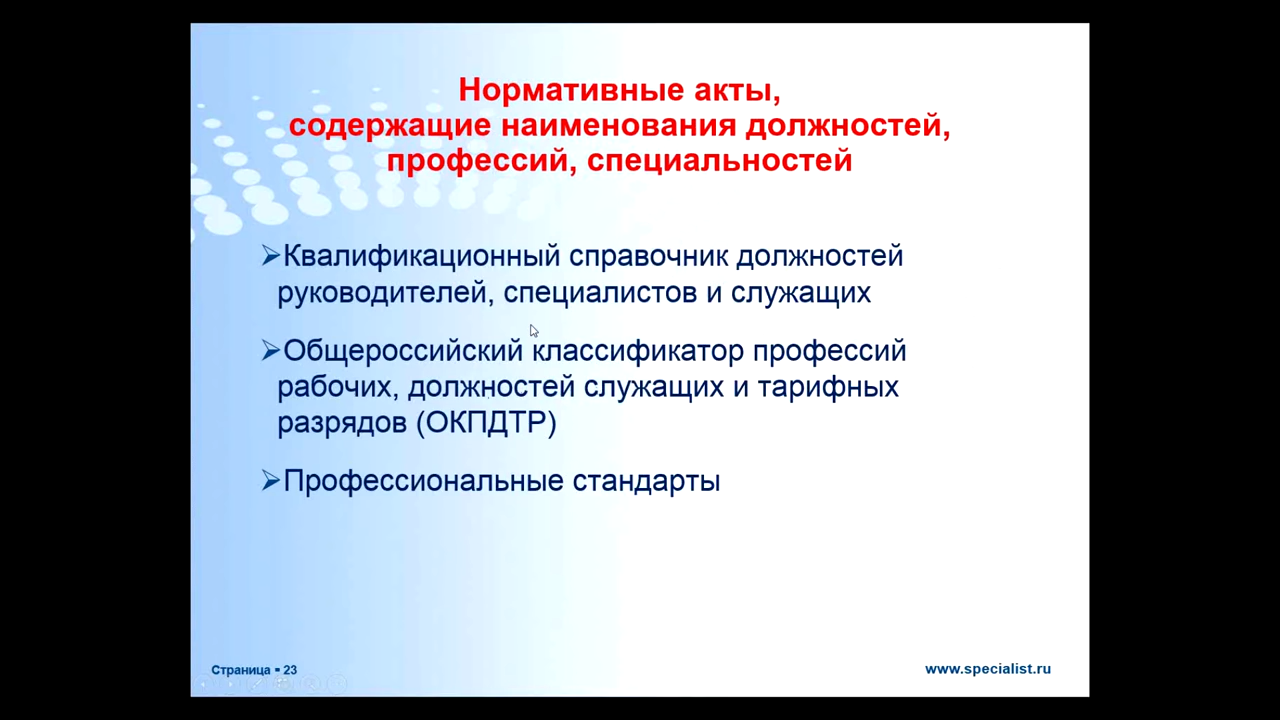 Нормативные акты,
содержащие наименования должностей,
профессий, специальностей
➢Квалификационный справочник должностей
руководителей, специалистов и служащих
➢Общероссийский классификатор профессий
рабочих, должностей служащих и тарифных
разрядов (ОКПДТР)
➢Профессиональные стандарты
Страница ▪ 23
www.specialist.ru